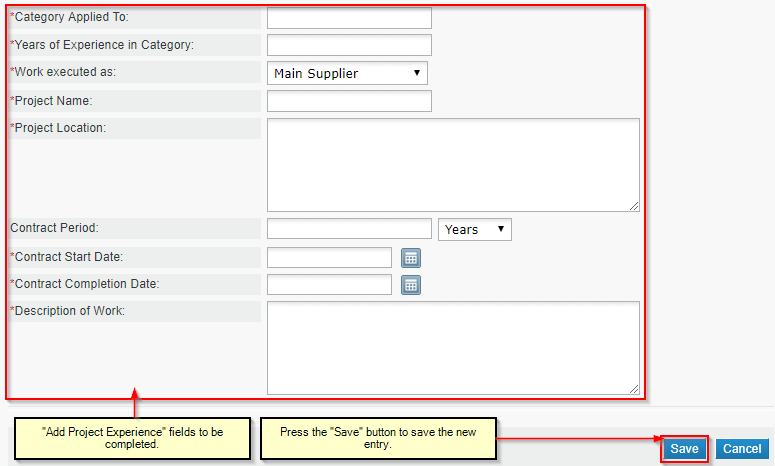 *Category Applied To:
*Years of Experience in Category:
*Work executed as:
Main Supplier
*Project Name:
*Project Location:
Contract Period:
Years
*Contract Start Date:
*Contract Completion Date:
*Description of Work:
"Add Project Experience" fields to be
completed.
Press the "Save" button to save the new
entry.
Save
Cancel